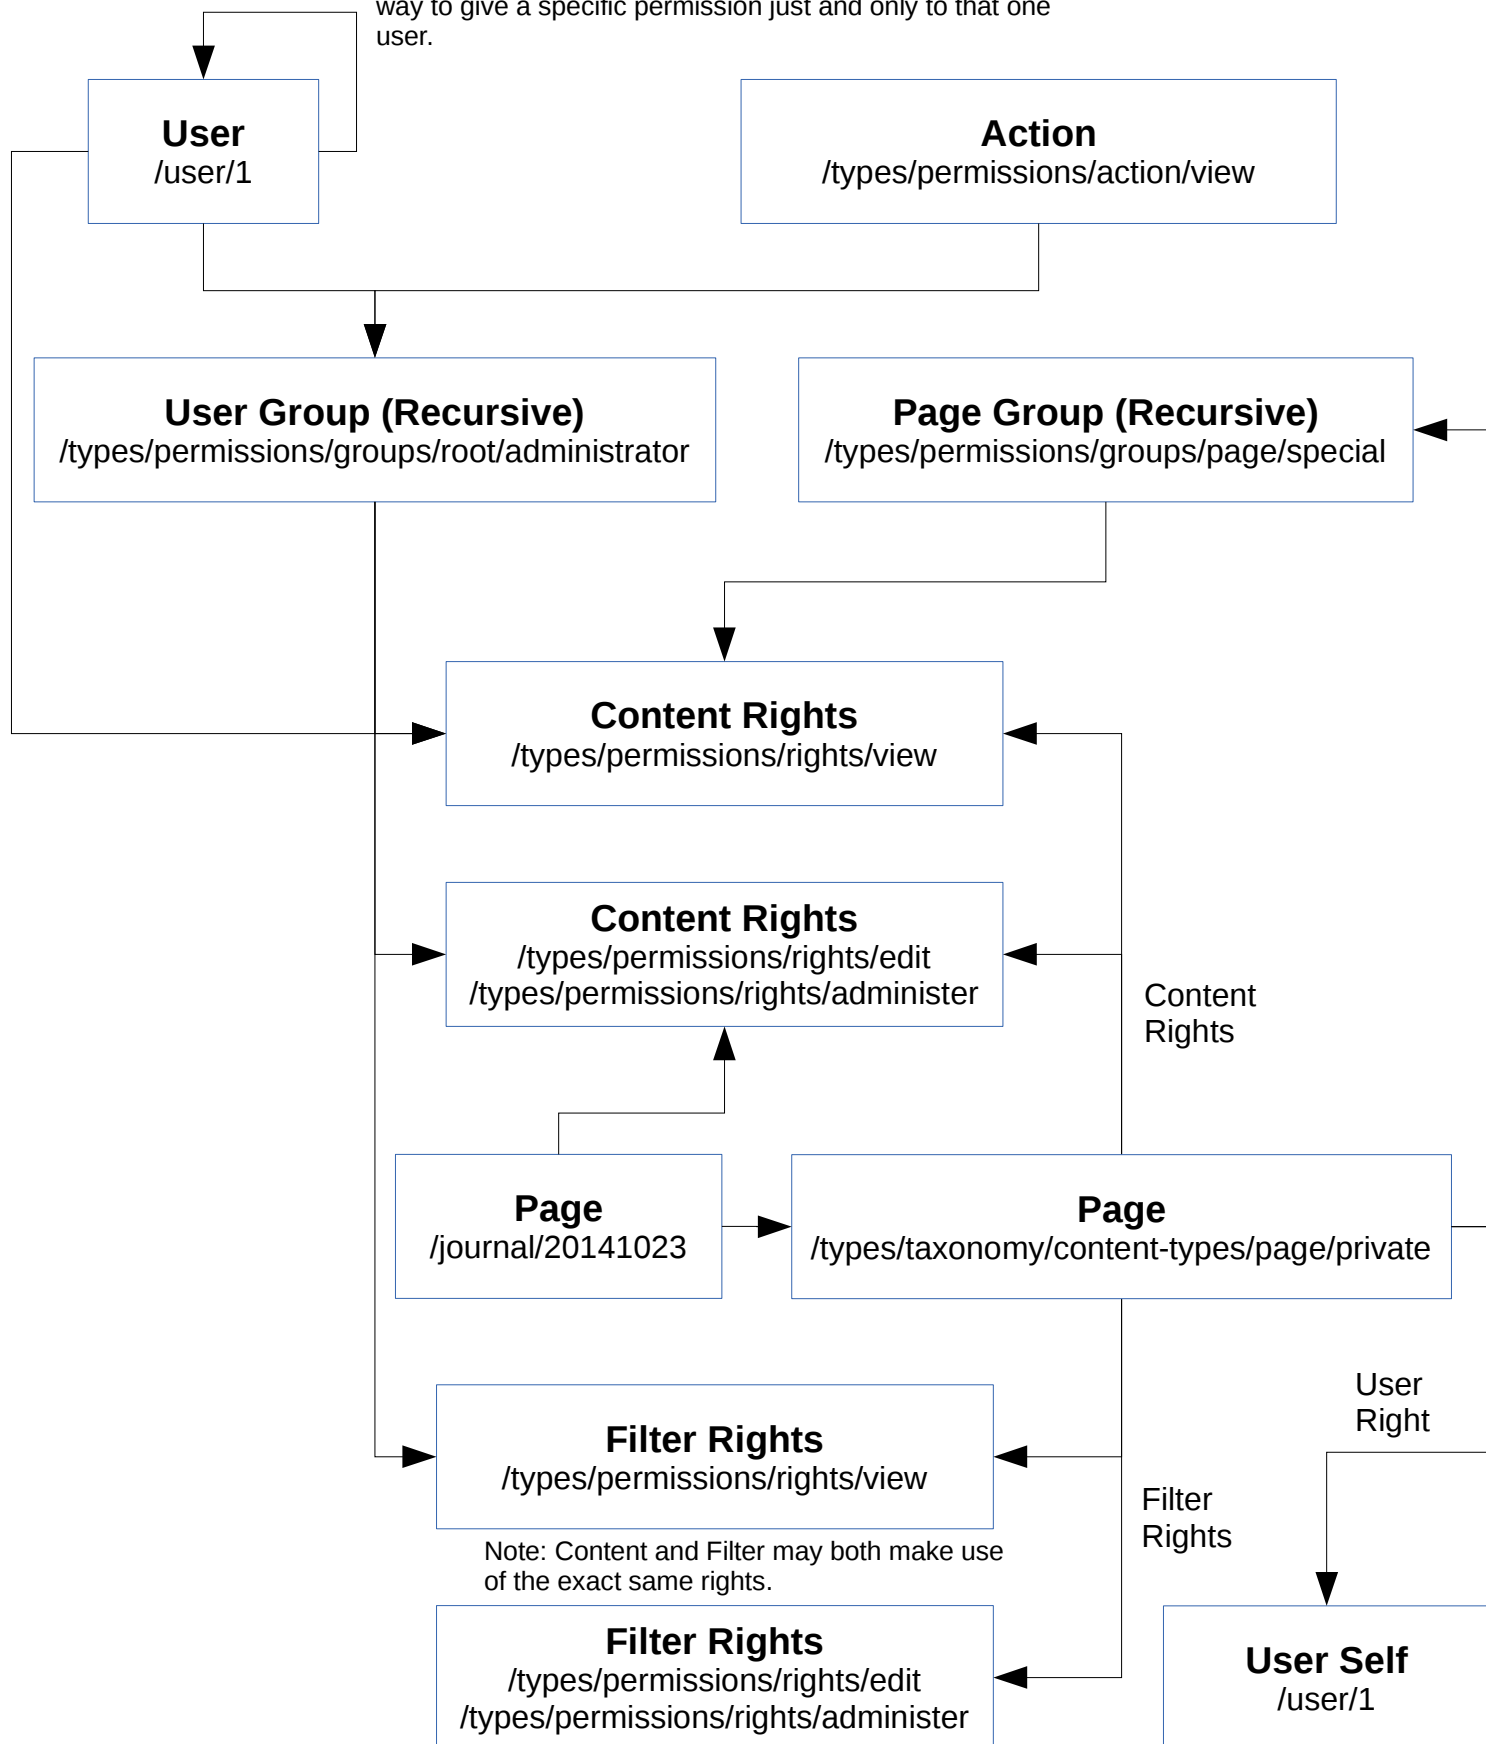 way to give a specific permission just and only to that one
user.
User
/user/1
Action
/types/permissions/action/view
User Group (Recursive)
/types/permissions/groups/root/administrator
Page Group (Recursive)
/types/permissions/groups/page/special
Content Rights
/types/permissions/rights/view
Content Rights
/types/permissions/rights/edit
/types/permissions/rights/administer
Content
Rights
Page
/journal/20141023
Page
/types/taxonomy/content-types/page/private
User
Right
Filter Rights
/types/permissions/rights/view
Filter
Rights
Note: Content and Filter may both make use
of the exact same rights.
Filter Rights
/types/permissions/rights/edit
/types/permissions/rights/administer
User Self
/user/1